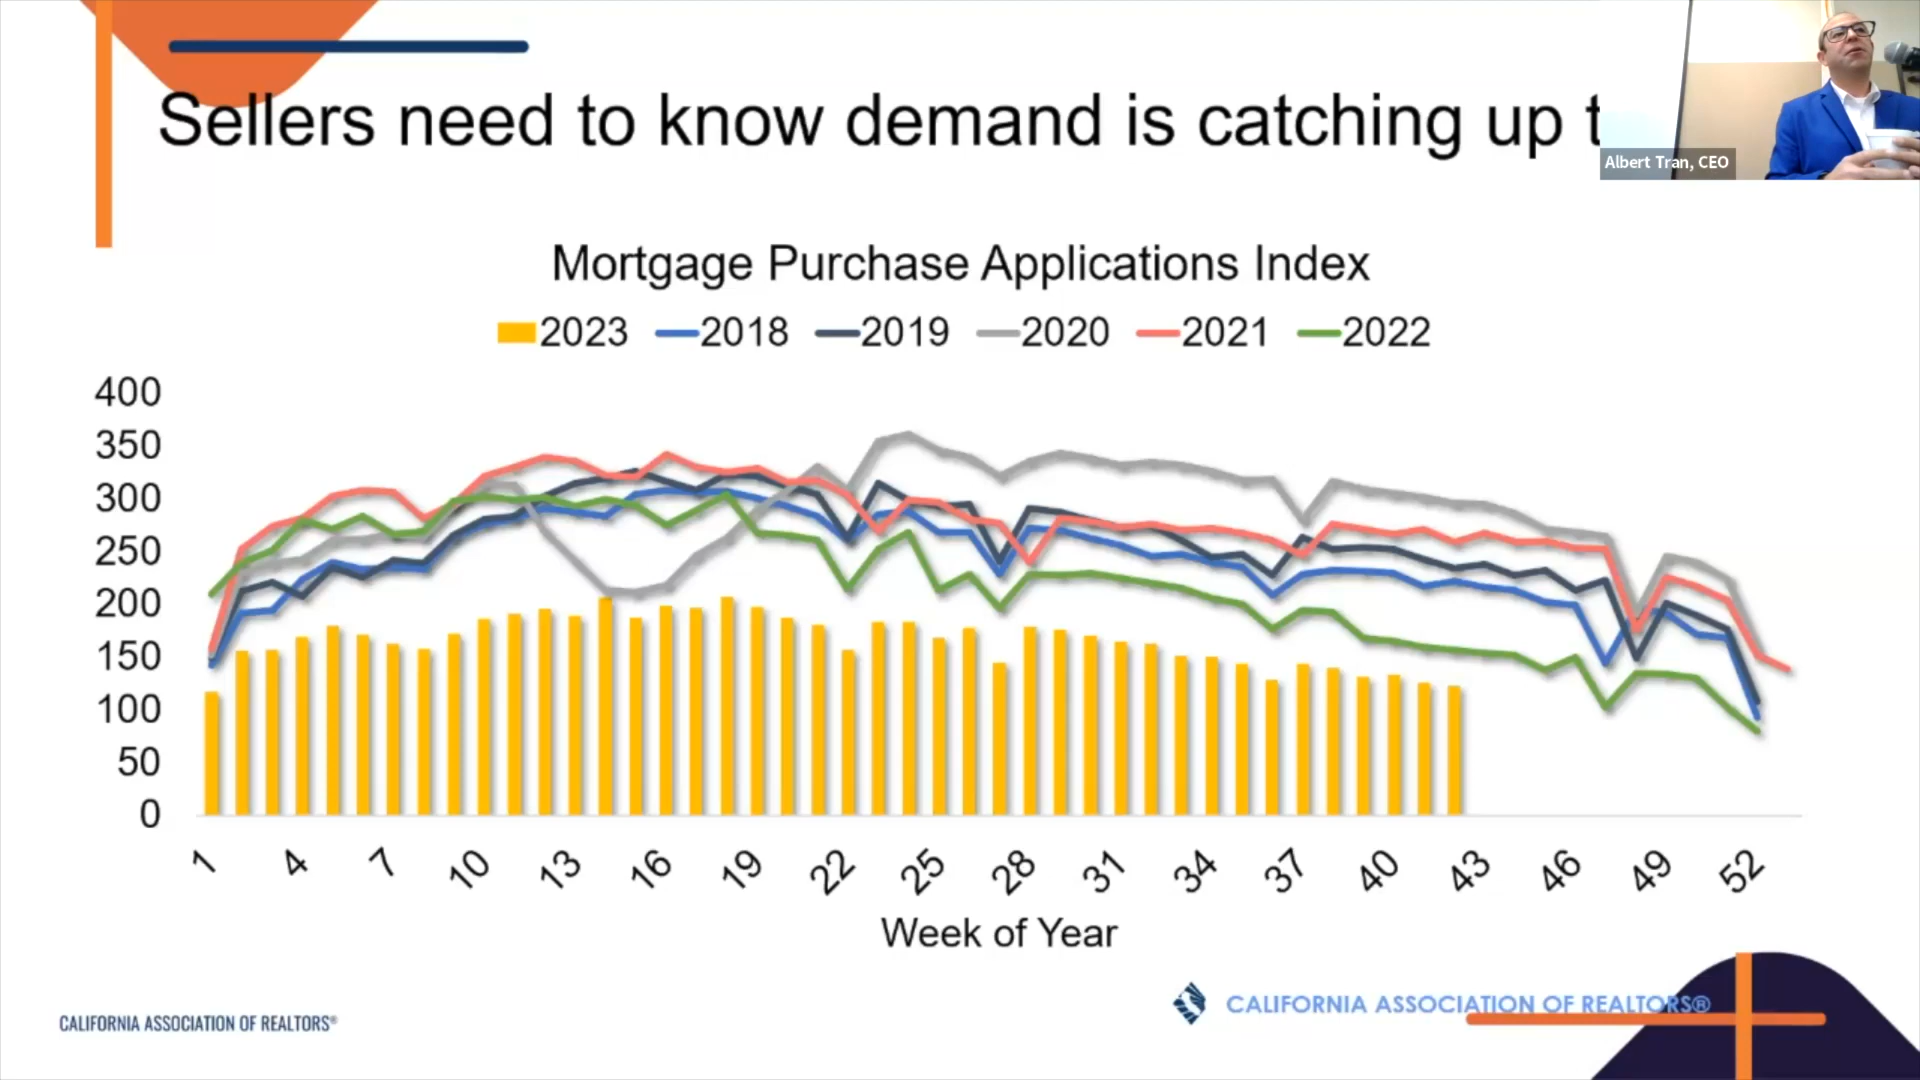 Sellers need to know demand is catching up t
Albert Tran, CEO
Mortgage Purchase Applications Index
2023 2018 2019 2020 2021 2022
400
350
300
250
200
150
100
50
0
1 4 7 10 13 16 19 22 25 28 31 34 37 40 43 46 49 52
Week of Year
CALIFORNIA ASSOCIATION OF REALTORS®
CALIFORNIA ASSOCIATION OF REALTORS®